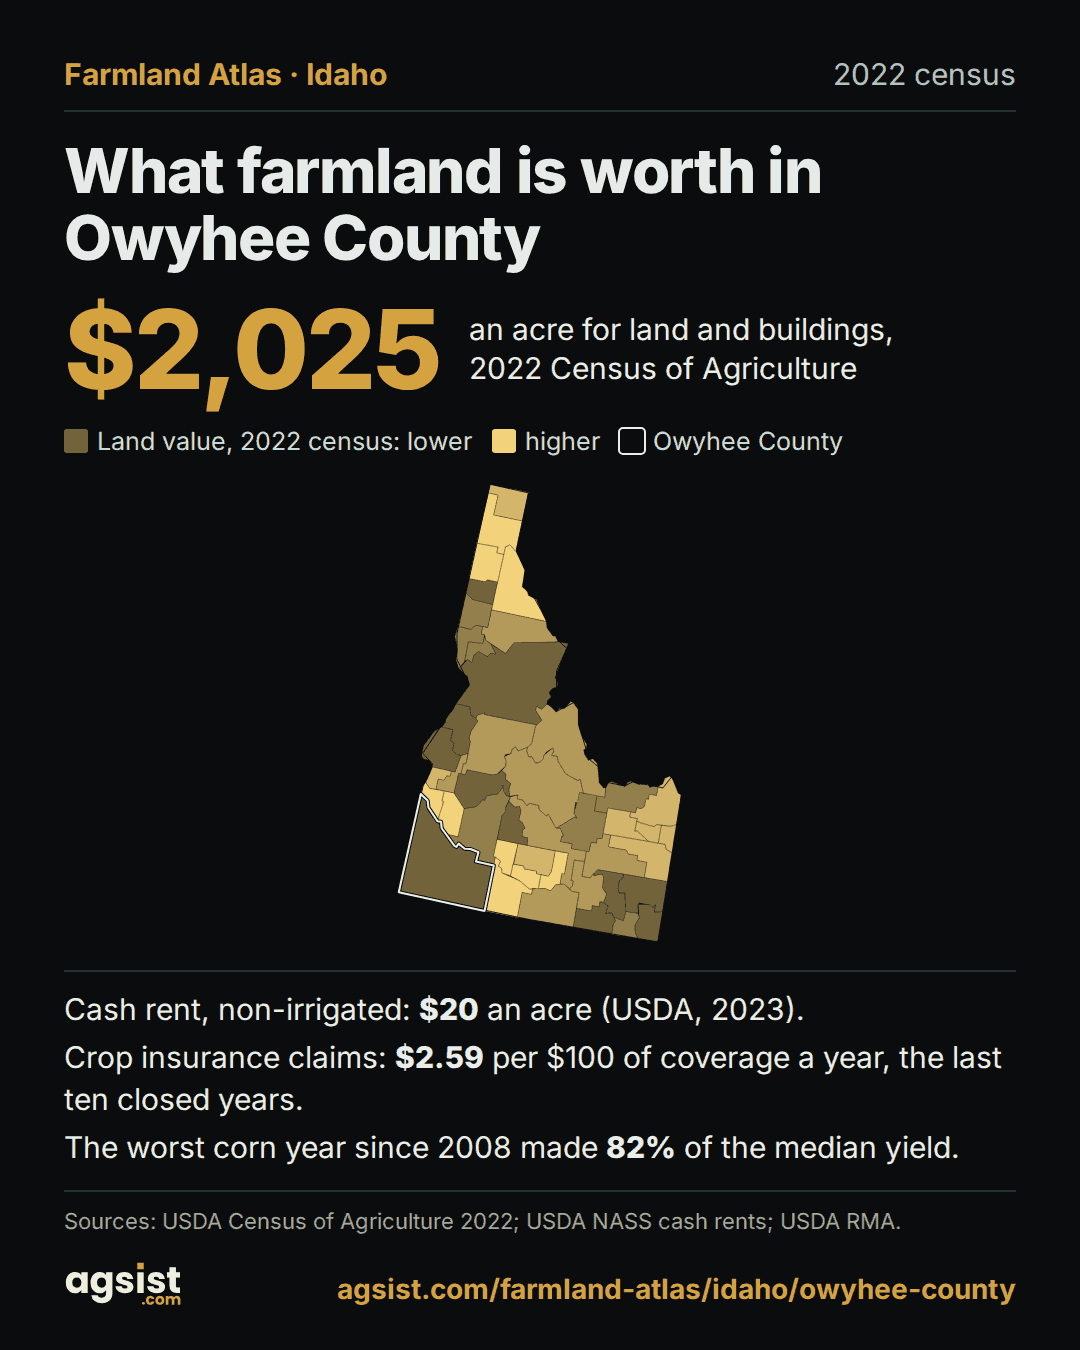 Farmland Atlas · Idaho
2022 census
What farmland is worth in
Owyhee County
$2,025
an acre for land and buildings,
2022 Census of Agriculture
Land value, 2022 census: lower
higher
Owyhee County
Cash rent, non-irrigated: $20 an acre (USDA, 2023).
Crop insurance claims: $2.59 per $100 of coverage a year, the last
ten closed years.
The worst corn year since 2008 made 82% of the median yield.
Sources: USDA Census of Agriculture 2022; USDA NASS cash rents; USDA RMA.
agsist
.com
agsist.com/farmland-atlas/idaho/owyhee-county